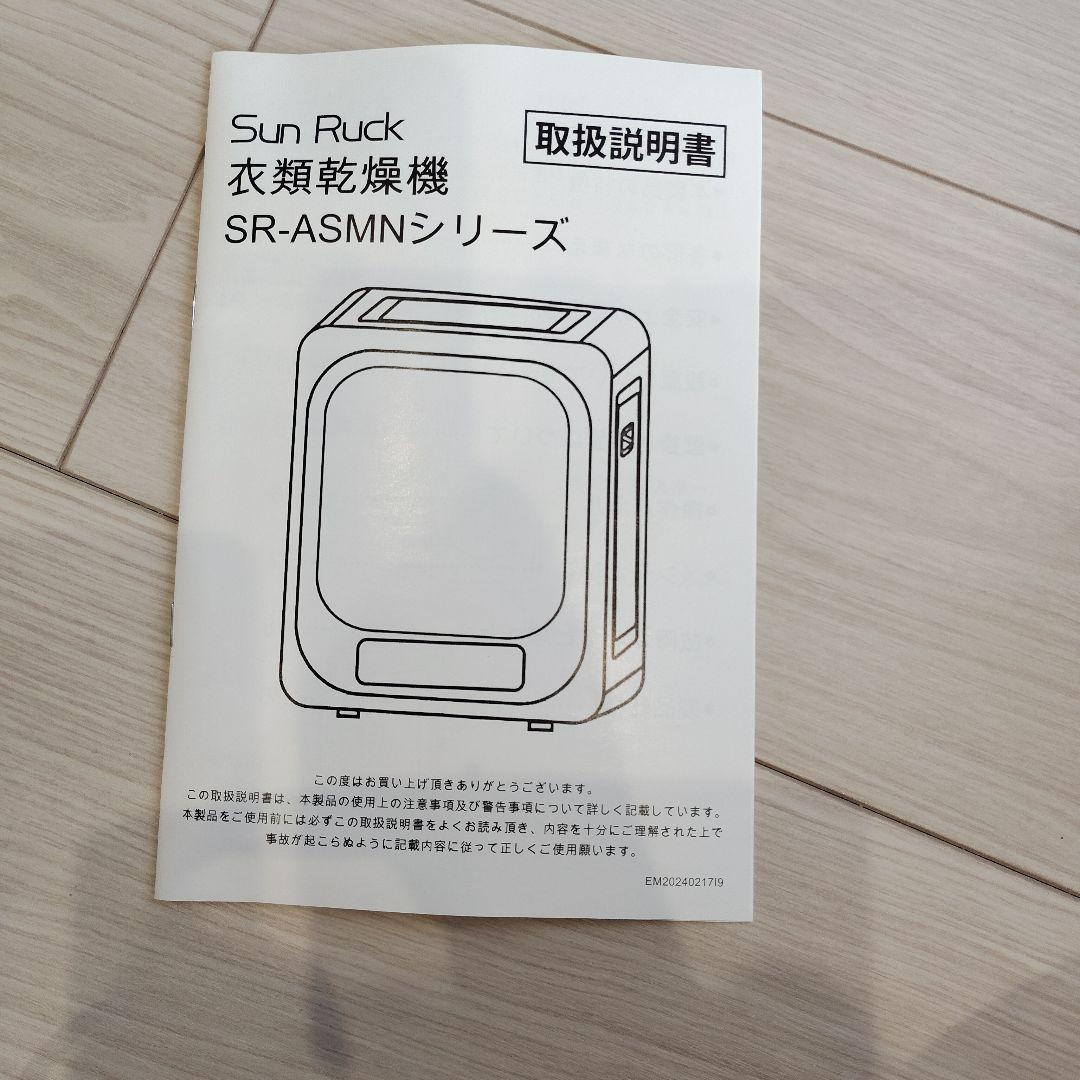 Sun Ruck
取扱説明書
衣類乾燥機
SR-ASMNシリーズ
この度はお買い上げ頂きありがとうございます。
この取扱説明書は、本製品の使用上の注意事項及び警告事項について詳しく記載しています。
本製品をご使用前には必ずこの取扱説明書をよくお読み頂き、内容を十分にご理解された上で
事故が起こらぬように記載内容に従って正しくご使用願います。
EM20240217I9